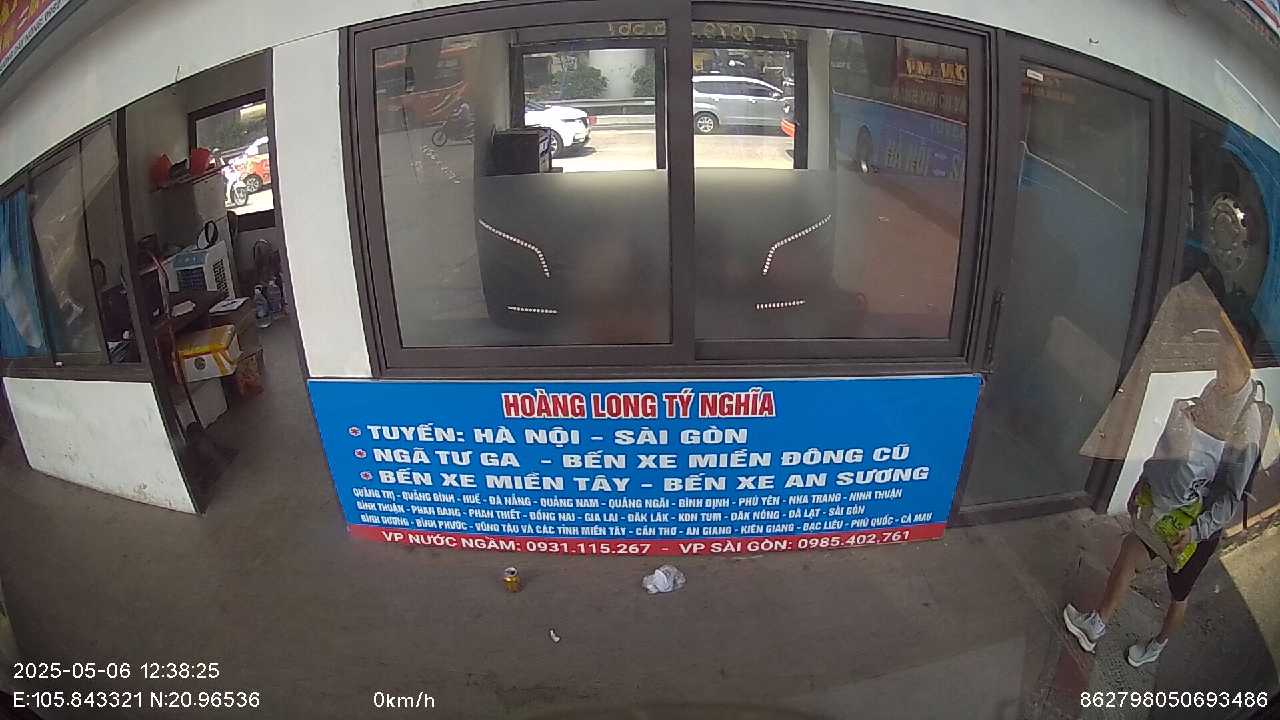 HOÀNG LONG TÝ NGHĨA
* TUYẾN: HÀ NỘI - SÀI GÒN
* NGÃ TƯ GA - BẾN XE MIỀN ĐÔNG CŨ
* BẾN XE MIỀN TÂY - BẾN XE AN SƯƠNG
QUẢNG TRỊ - QUẢNG BÌNH - HUẾ - ĐÀ NẴNG - QUẢNG NAM - QUẢNG NGÃI - BÌNH ĐỊNH - PHÚ YÊN - NHA TRANG - NINH THUẬN
BÌNH THUẬN - PHAN RANG - PHAN THIẾT - ĐỒNG NAI - GIA LAI - ĐĂK LĂK - KON TUM - ĐĂK NÔNG - ĐÀ LẠT - SÀI GÒN
BÌNH DƯƠNG - BÌNH PHƯỚC - VŨNG TÀU VÀ CÁC TỈNH MIỀN TÂY - CẦN THƠ - AN GIANG - KIÊN GIANG - BẠC LIÊU - PHÚ QUỐC - CÀ MAU
VP NƯỚC NGẦM: 0931.115.267 - VP SÀI GÒN: 0985.402.761
2025-05-06 12:38:25
E:105.843321 N:20.96536 0km/h 862798050693486